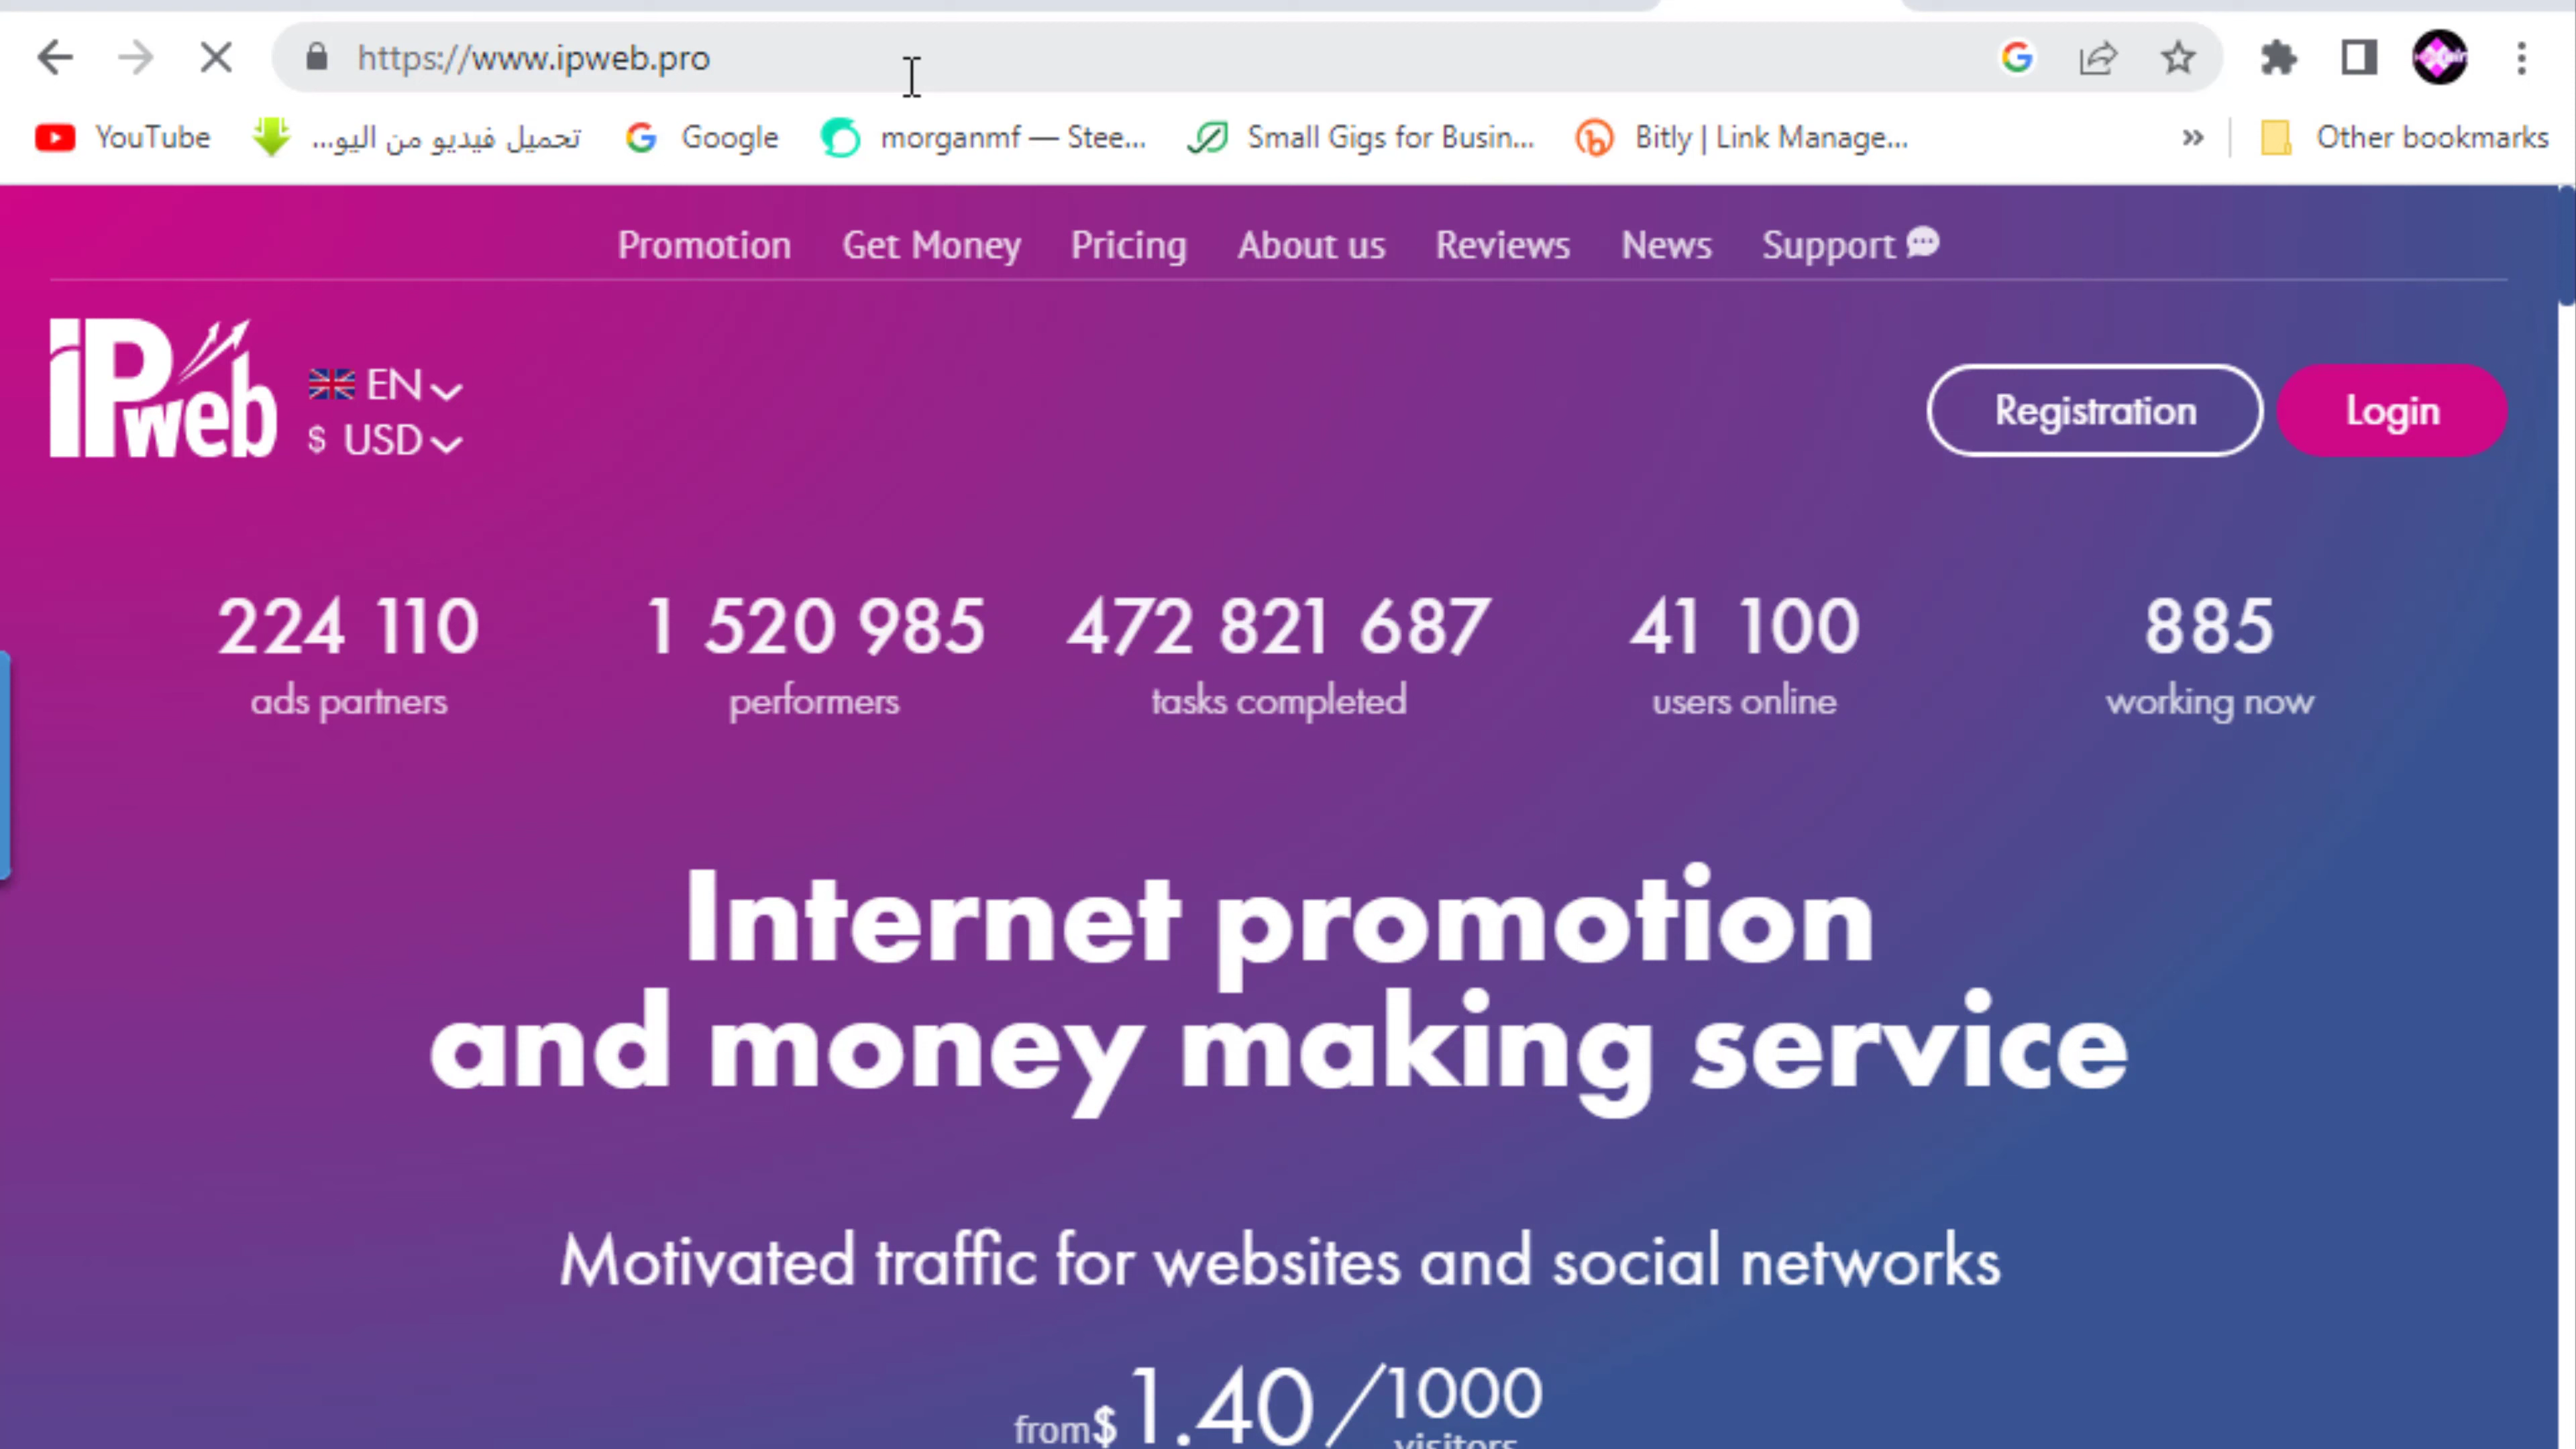 https://www.ipweb.pro
YouTube
تحميل فيديو من اليو...
Google
morganmf — Stee...
Small Gigs for Busin...
Bitly | Link Manage...
»
Other bookmarks
Promotion Get Money Pricing About us Reviews News Support
iPweb
EN
$ USD
Registration
Login
224 110
ads partners
1 520 985
performers
472 821 687
tasks completed
41 100
users online
885
working now
Internet promotion
and money making service
Motivated traffic for websites and social networks
from $1.40/1000
visitors